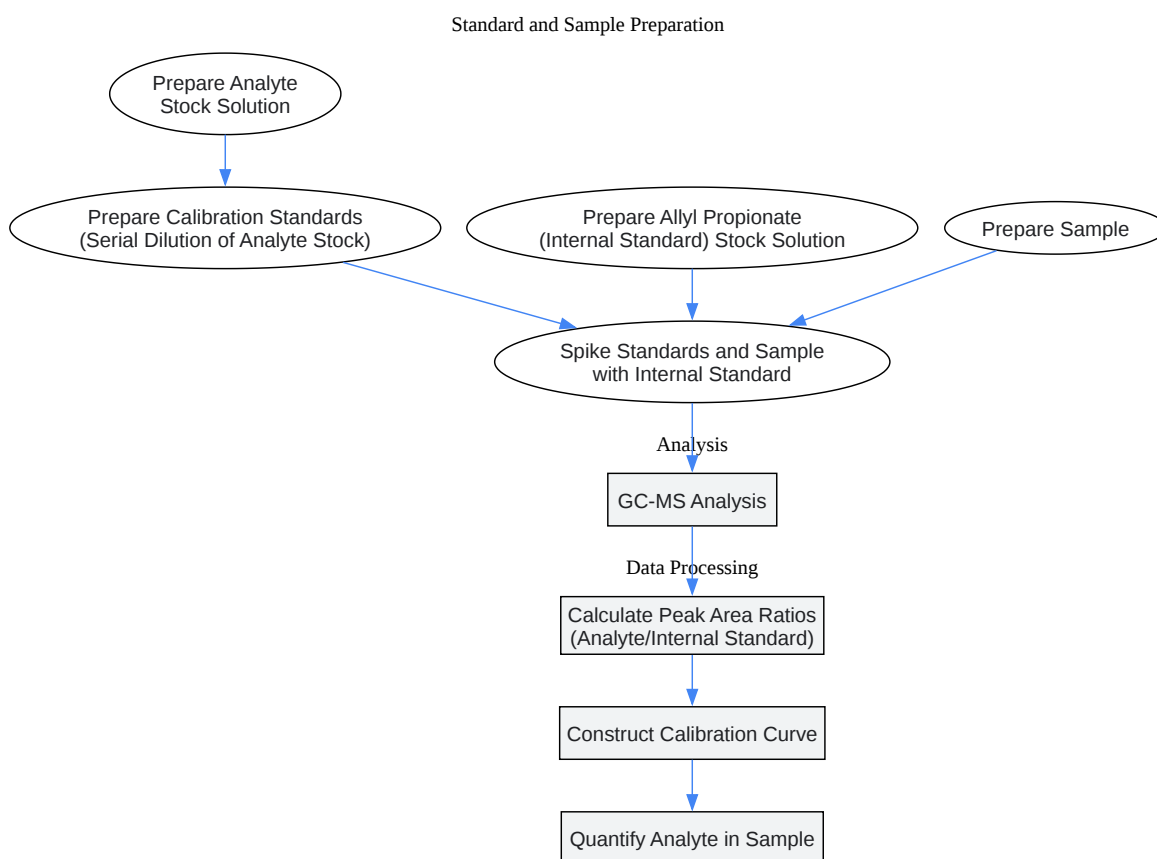 Standard and Sample Preparation
Prepare Analyte
Stock Solution
Prepare Calibration Standards
(Serial Dilution of Analyte Stock)
Prepare Allyl Propionate
(Internal Standard) Stock Solution
Prepare Sample
Spike Standards and Sample
with Internal Standard
Analysis
GC-MS Analysis
Data Processing
Calculate Peak Area Ratios
(Analyte/Internal Standard)
Construct Calibration Curve
Quantify Analyte in Sample